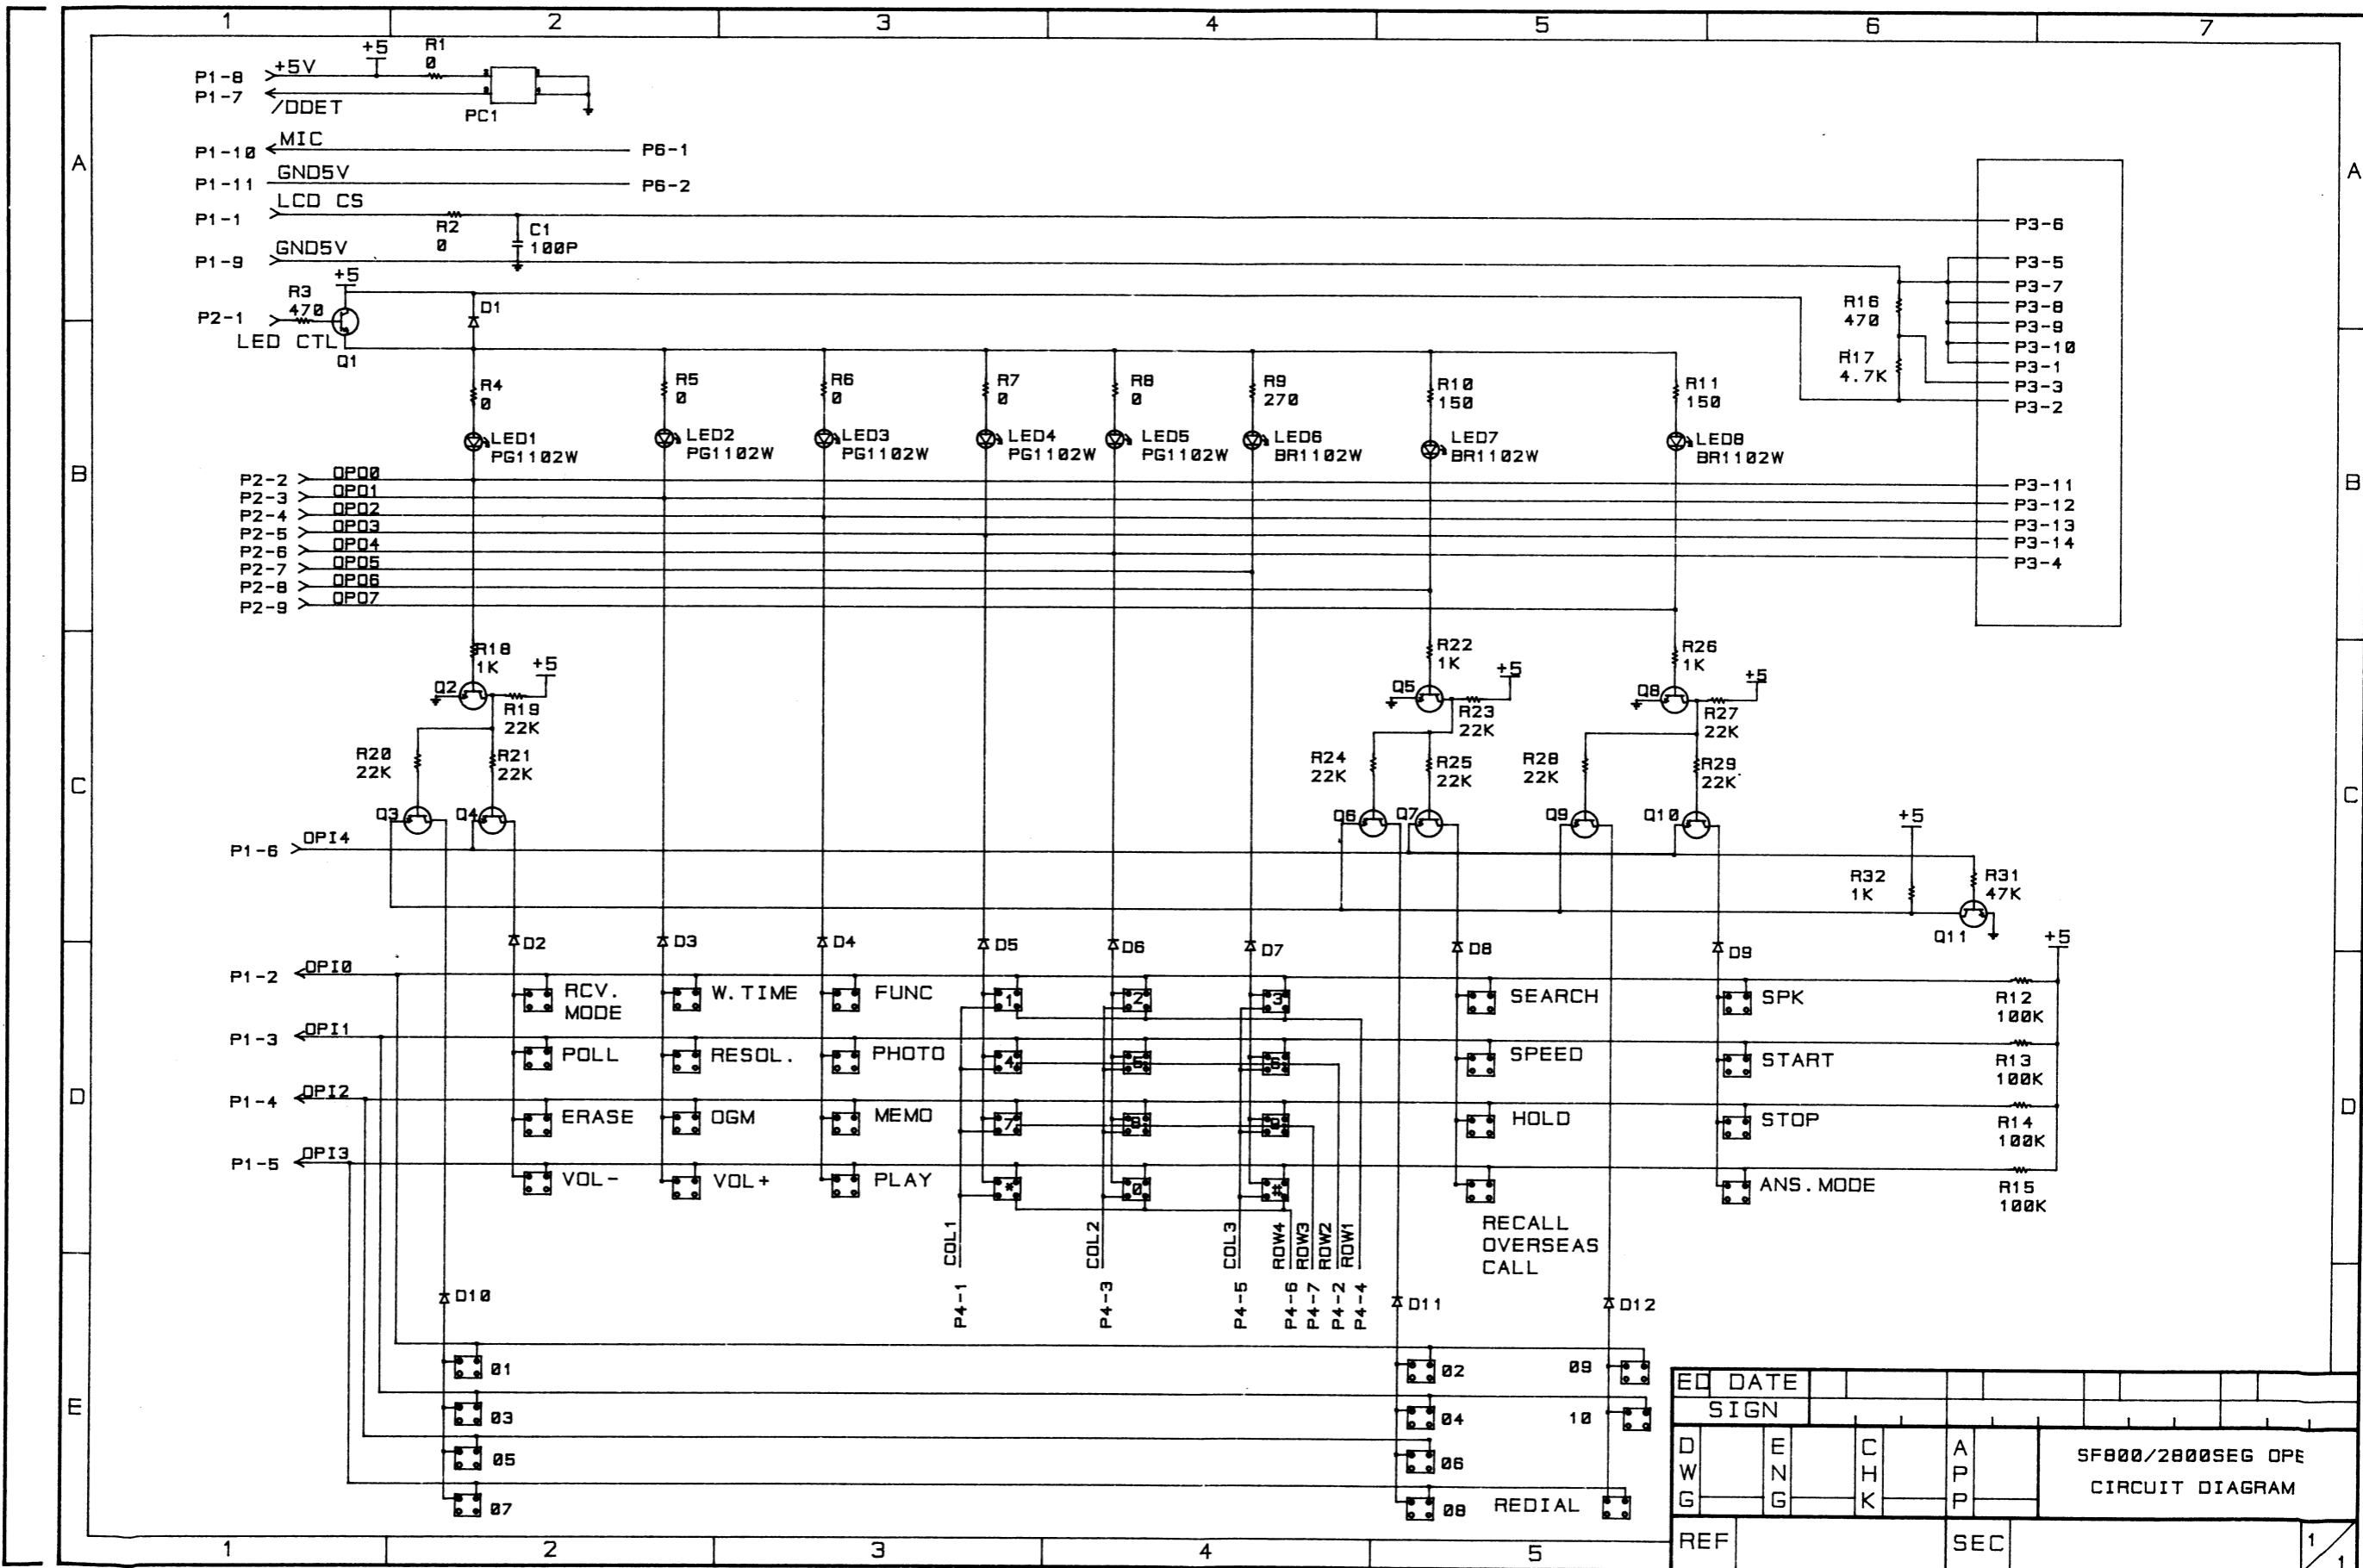 1 2 3 4 5 6 7
A
B
C
D
E
A
B
C
D
P1-8 +5V
+5
R1
0
P1-7
/DDET
PC1
P1-10 MIC P6-1
P1-11 GND5V P6-2
P1-1 LCD CS
R2
0
C1
100P
P3-6
P1-9 GND5V
P3-5
P3-7
P3-8
P3-9
P3-10
P3-1
P3-3
P3-2
+5
R3
470
D1
P2-1
LED CTL
Q1
R16
470
R17
4.7K
R4
0
R5
0
R6
0
R7
0
R8
0
R9
270
R10
150
R11
150
LED1
PG1102W
LED2
PG1102W
LED3
PG1102W
LED4
PG1102W
LED5
PG1102W
LED6
BR1102W
LED7
BR1102W
LED8
BR1102W
P2-2 OPO0 P3-11
P2-3 OPO1 P3-12
P2-4 OPO2 P3-13
P2-5 OPO3 P3-14
P2-6 OPO4 P3-4
P2-7 OPO5
P2-8 OPO6
P2-9 OPO7
R18
1K
+5
Q2
R19
22K
R20
22K
R21
22K
Q3
Q4
R22
1K
+5
Q5
R23
22K
R24
22K
R25
22K
Q6
Q7
R26
1K
+5
Q8
R27
22K
R28
22K
R29
22K
Q9
Q10
P1-6 OPI4
+5
R32
1K
R31
47K
Q11
+5
D2
D3
D4
D5
D6
D7
D8
D9
P1-2 OPI0
RCV.
MODE
W.TIME
FUNC
1
2
3
SEARCH
SPK
R12
100K
P1-3 OPI1
POLL
RESOL.
PHOTO
4
5
6
SPEED
START
R13
100K
P1-4 OPI2
ERASE
OGM
MEMO
7
8
9
HOLD
STOP
R14
100K
P1-5 OPI3
VOL-
VOL+
PLAY
*
0
#
RECALL
OVERSEAS
CALL
ANS.MODE
R15
100K
COL1
COL2
COL3
ROW4
ROW3
ROW2
ROW1
P4-1
P4-3
P4-5
P4-6
P4-7
P4-2
P4-4
D10
D11
D12
01
02
09
03
04
10
05
06
07
08
REDIAL
ED DATE
SIGN
DWG
ENG
CHK
APP
SF800/2800SEG OPE
CIRCUIT DIAGRAM
REF
SEC
1/1
1 2 3 4 5